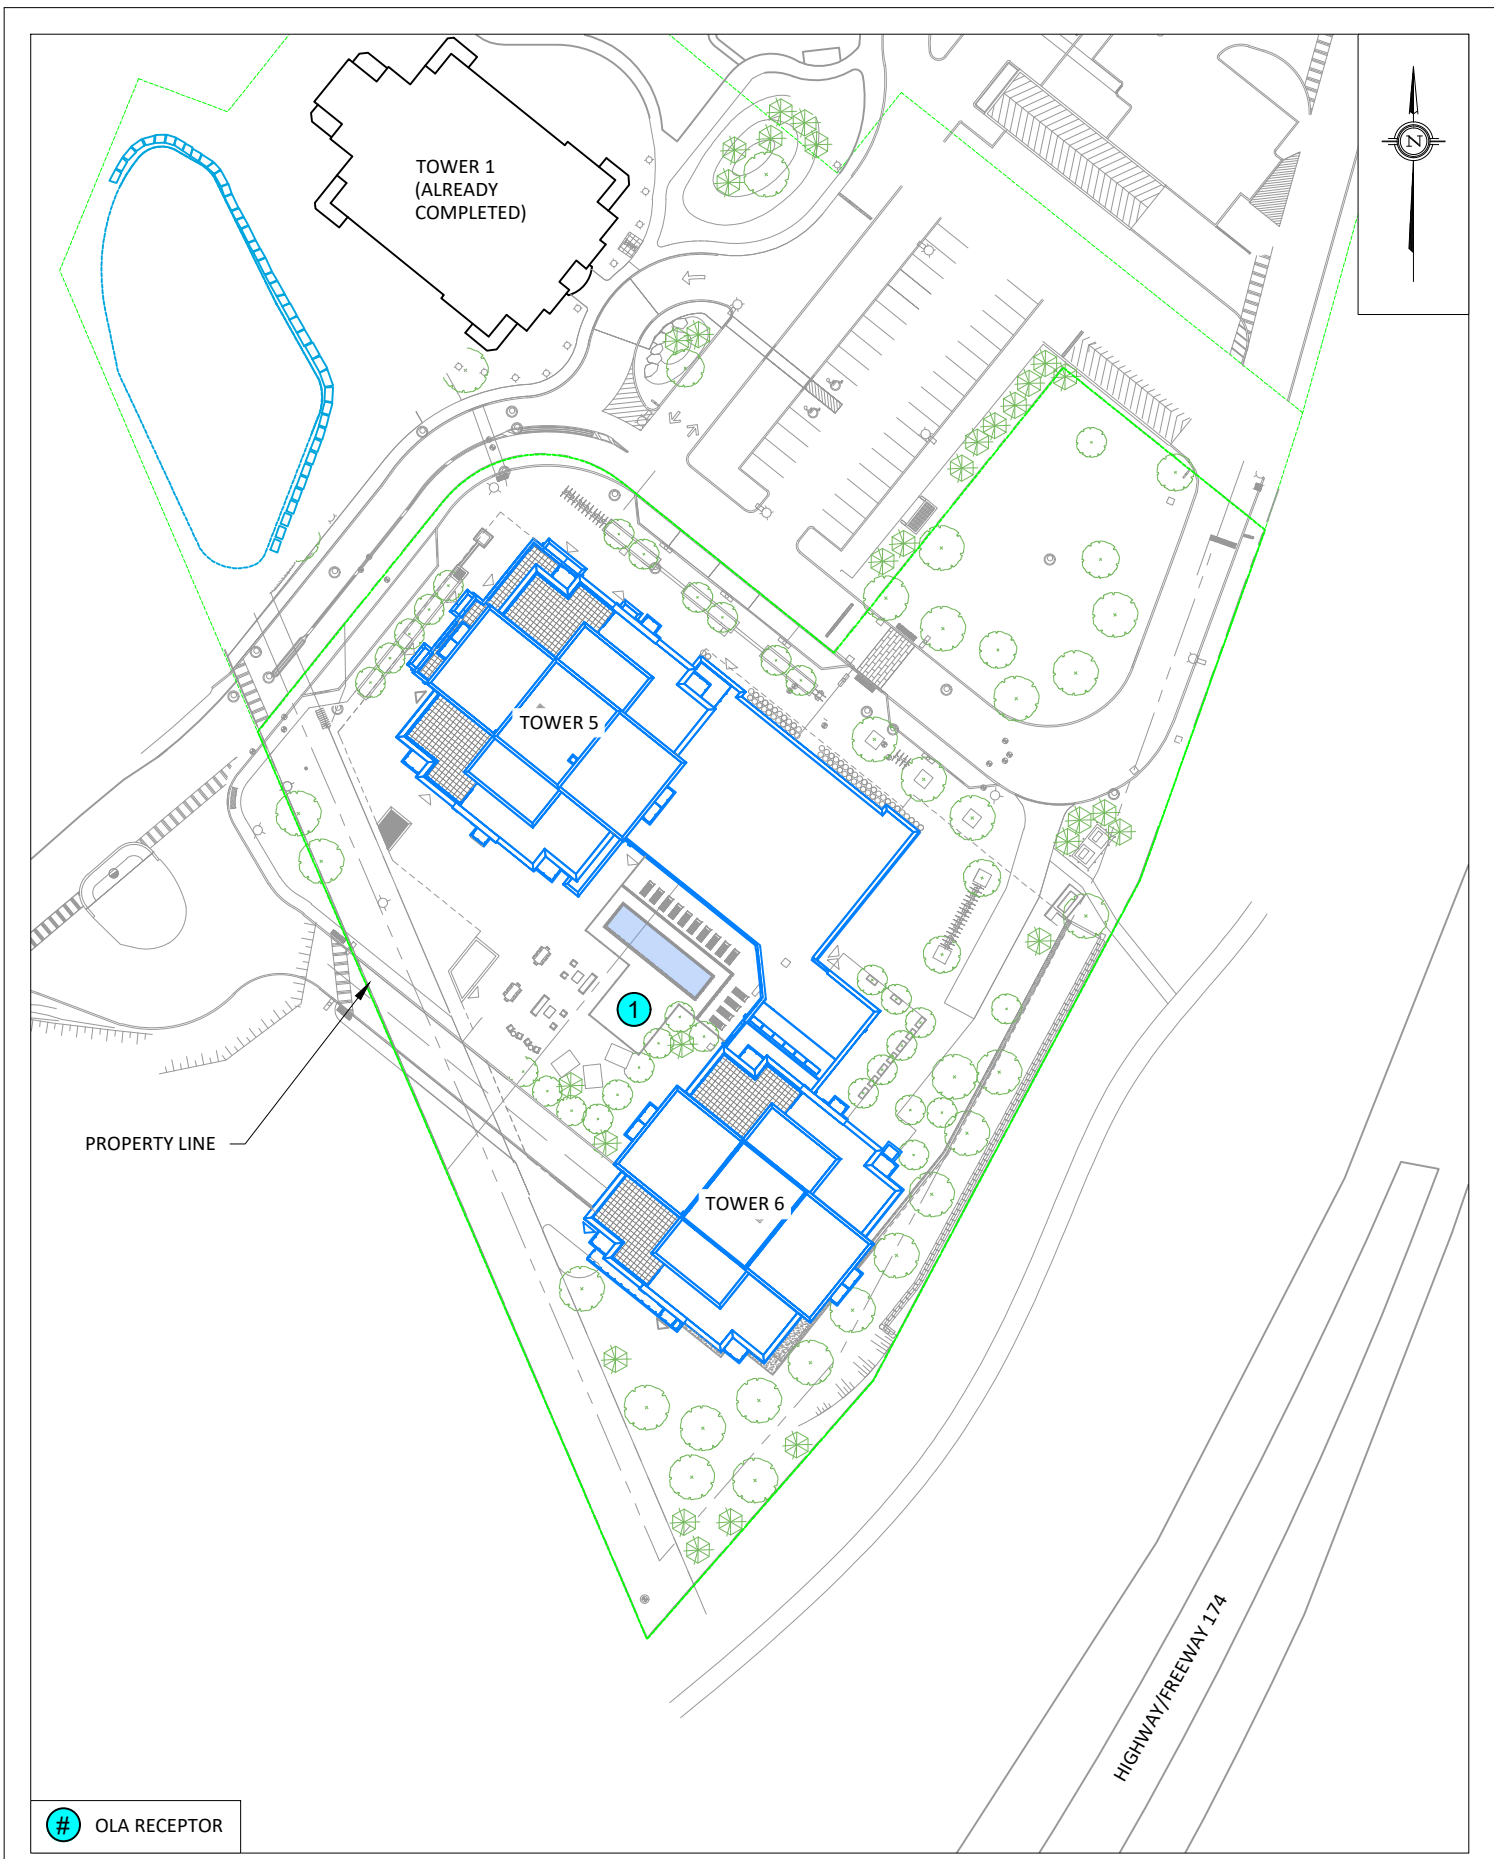 N
TOWER 1
(ALREADY
COMPLETED)
TOWER 5
1
PROPERTY LINE
TOWER 6
HIGHWAY/FREEWAY 174
# OLA RECEPTOR